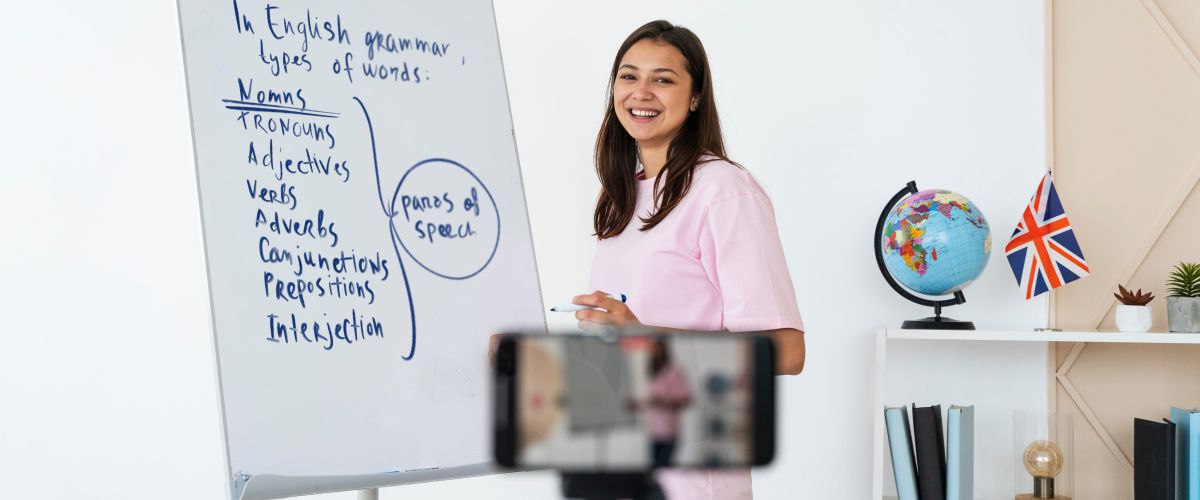 In English grammar,
types of words:
Nomns
Pronouns
Adjectives
Verbs
Adverbs
Conjunctions
Prepositions
Interjection
parts of
speech